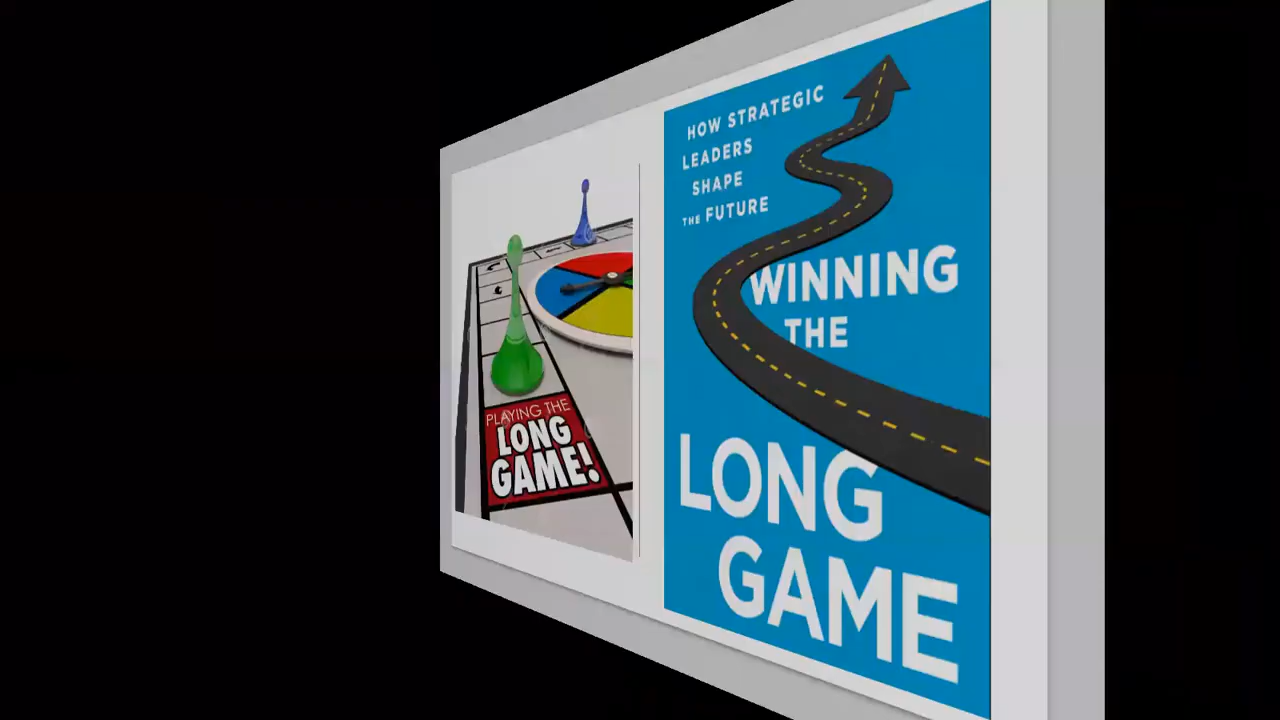 PLAYING THE
LONG
GAME!
HOW STRATEGIC
LEADERS
SHAPE
THE FUTURE
WINNING
THE
LONG
GAME